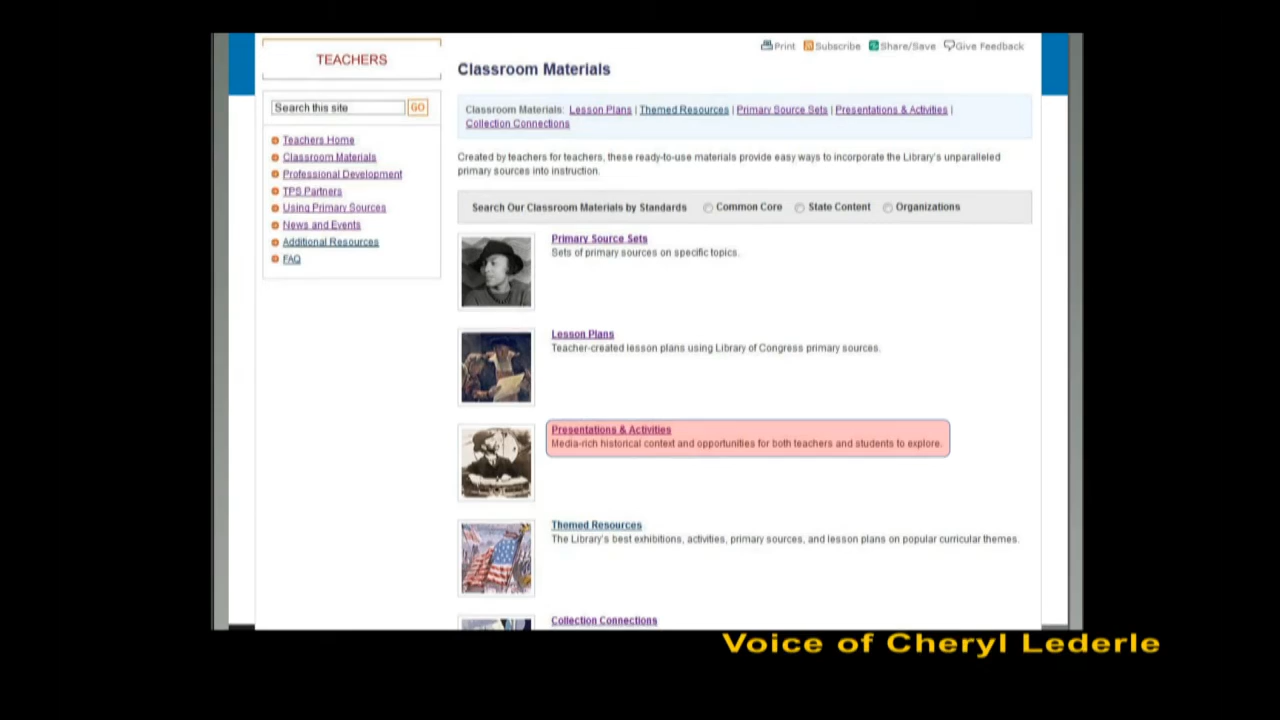 Print Subscribe Share/Save Give Feedback
TEACHERS
Classroom Materials
Search this site GO
Classroom Materials: Lesson Plans | Themed Resources | Primary Source Sets | Presentations & Activities |
Collection Connections
Teachers Home
Classroom Materials
Professional Development
TPS Partners
Using Primary Sources
News and Events
Additional Resources
FAQ
Created by teachers for teachers, these ready-to-use materials provide easy ways to incorporate the Library's unparalleled
primary sources into instruction.
Search Our Classroom Materials by Standards Common Core State Content Organizations
Primary Source Sets
Sets of primary sources on specific topics.
Lesson Plans
Teacher-created lesson plans using Library of Congress primary sources.
Presentations & Activities
Media-rich historical context and opportunities for both teachers and students to explore.
Themed Resources
The Library's best exhibitions, activities, primary sources, and lesson plans on popular curricular themes.
Collection Connections
Voice of Cheryl Lederle